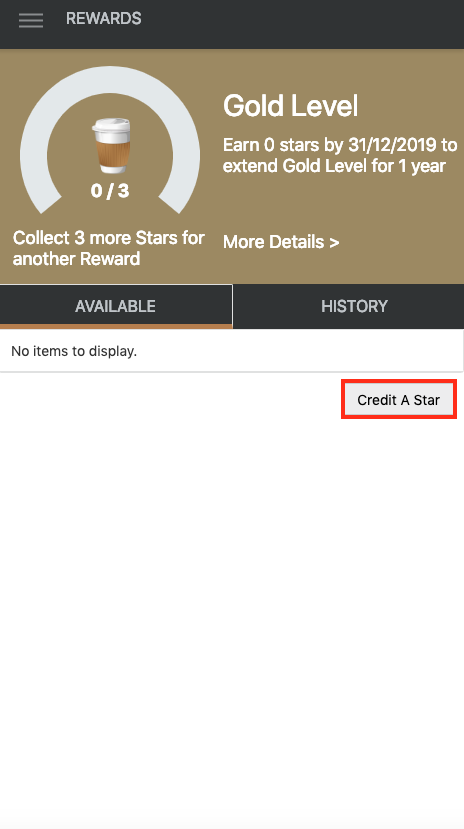 REWARDS
Gold Level
Earn 0 stars by 31/12/2019 to
extend Gold Level for 1 year
0 / 3
Collect 3 more Stars for
another Reward
More Details >
AVAILABLE
HISTORY
No items to display.
Credit A Star